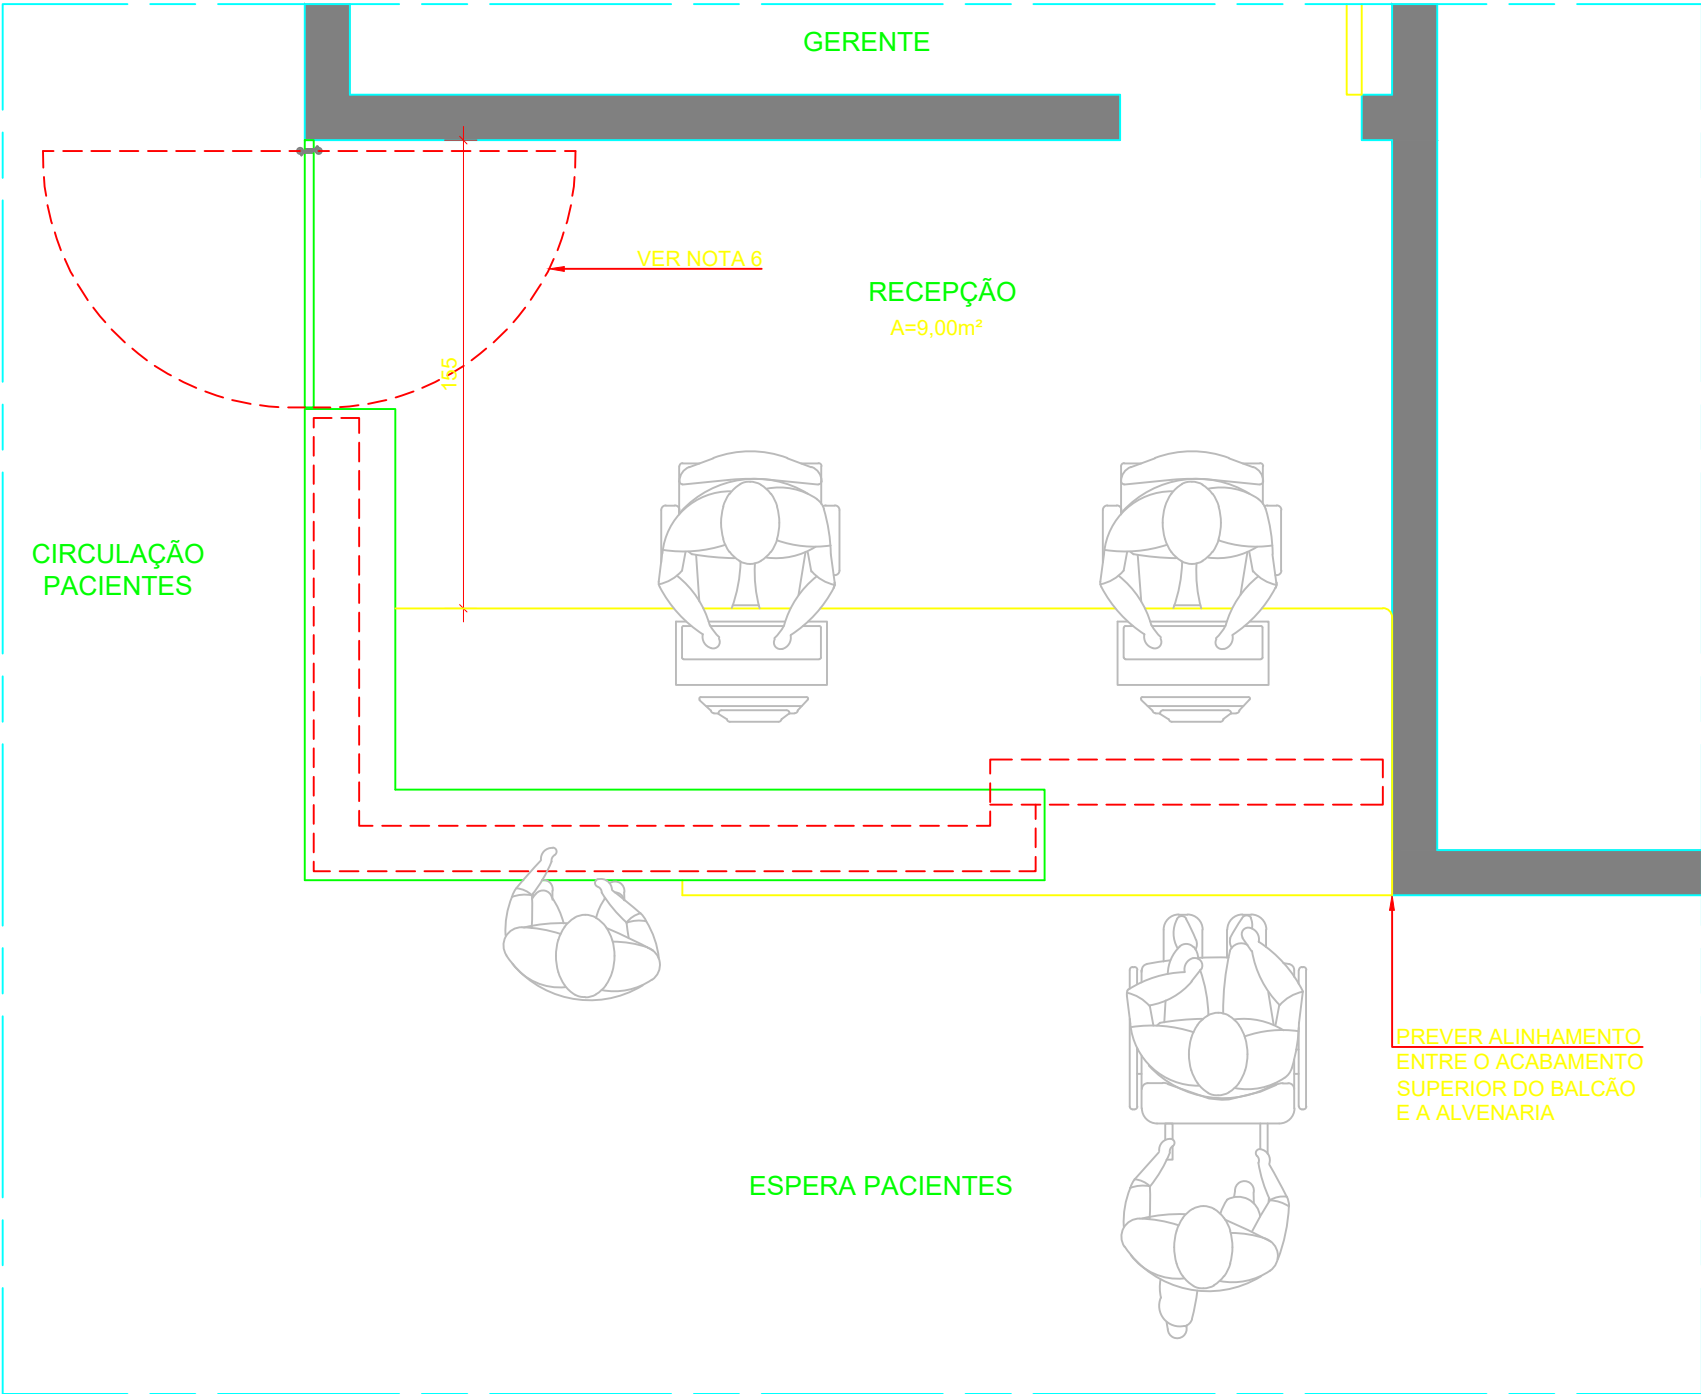 GERENTE
VER NOTA 6
RECEPÇÃO
A=9,00m²
155
CIRCULAÇÃO
PACIENTES
PREVER ALINHAMENTO
ENTRE O ACABAMENTO
SUPERIOR DO BALCÃO
E A ALVENARIA
ESPERA PACIENTES